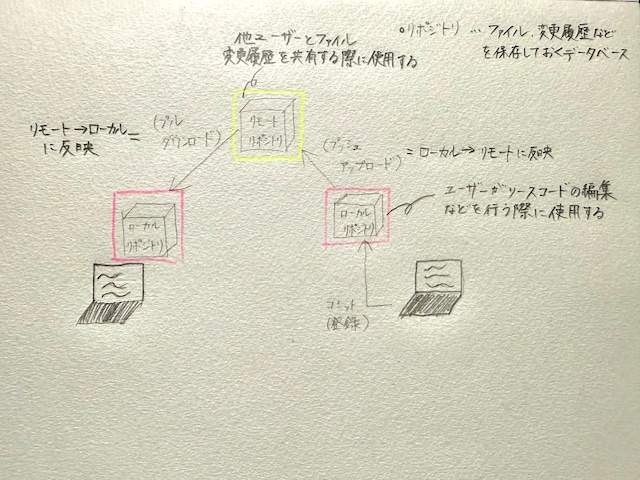 ○リポジトリ…ファイル、変更履歴など
を保存しておくデータベース
他ユーザーとファイル
変更履歴を共有する際に使用する
リモート
リポジトリ
リモート→ローカル=
に反映
(プル
ダウンロード)
(プッシュ
アップロード)
=ローカル→リモートに反映
ローカル
リポジトリ
ローカル
リポジトリ
ユーザーがソースコードの編集
などを行う際に使用する
コミット
(登録)